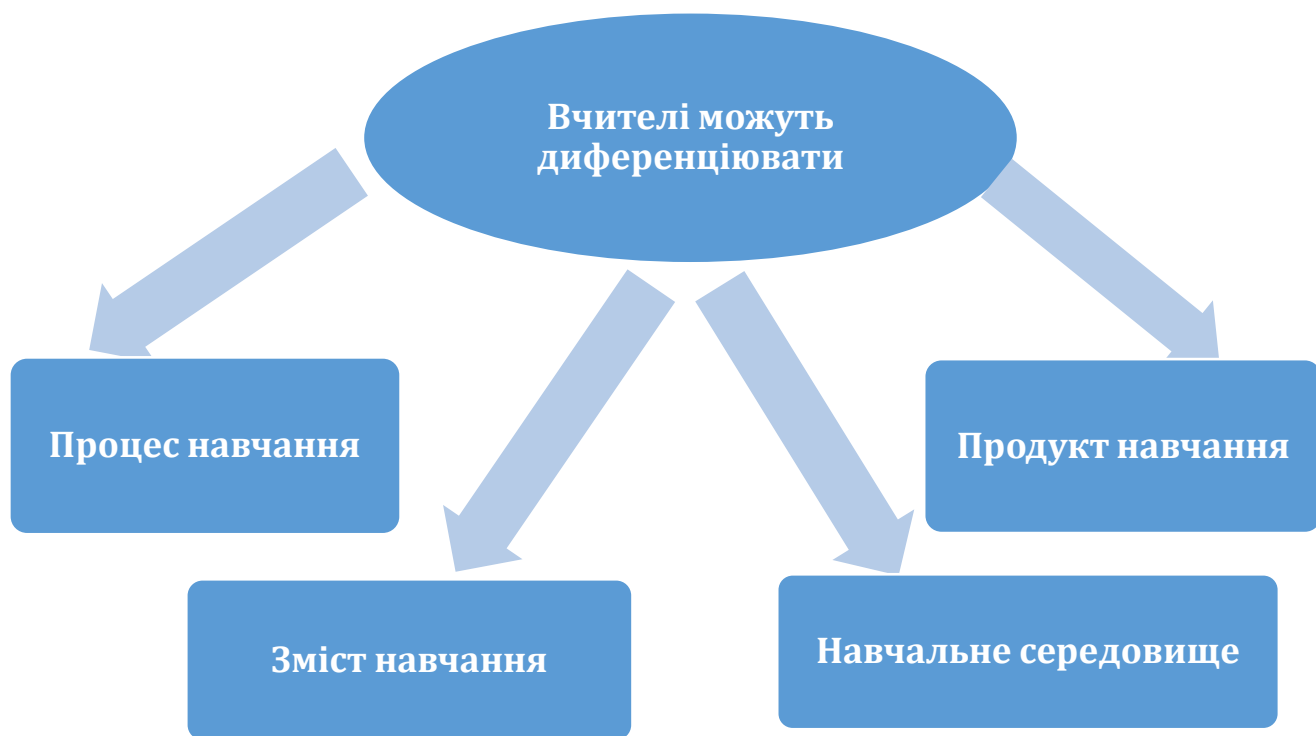 Вчителі можуть
диференціювати
Процес навчання
Продукт навчання
Зміст навчання
Навчальне середовище